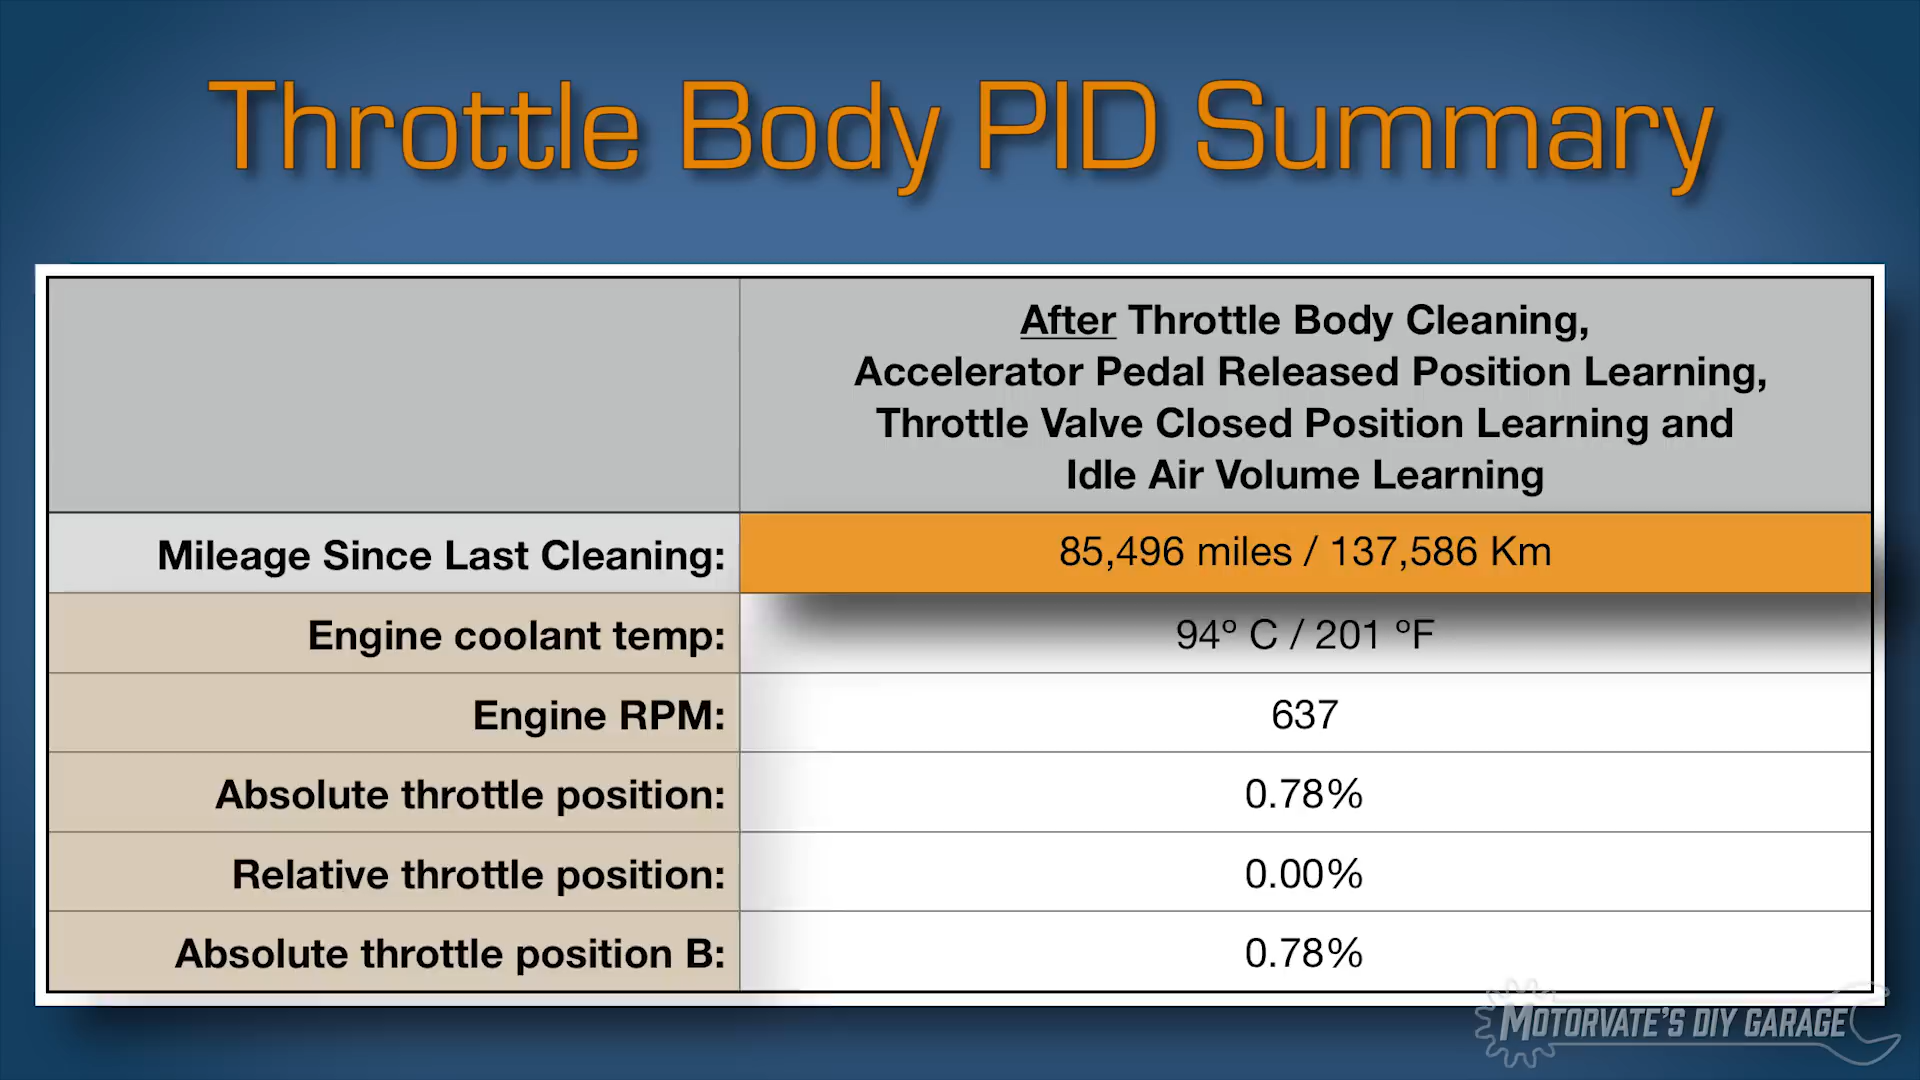 Throttle Body PID Summary
After Throttle Body Cleaning,
Accelerator Pedal Released Position Learning,
Throttle Valve Closed Position Learning and
Idle Air Volume Learning
Mileage Since Last Cleaning: 85,496 miles / 137,586 Km
Engine coolant temp: 94º C / 201 ºF
Engine RPM: 637
Absolute throttle position: 0.78%
Relative throttle position: 0.00%
Absolute throttle position B: 0.78%
MOTORVATE'S DIY GARAGE